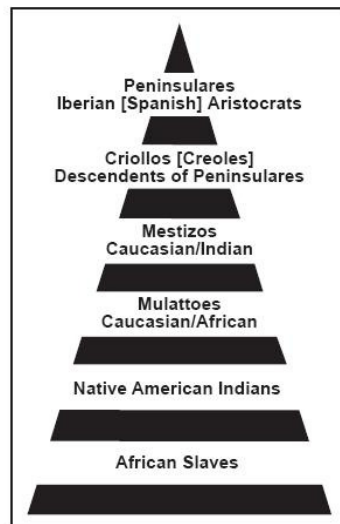 Peninsulares
Iberian [Spanish] Aristocrats
Criollos [Creoles]
Descendents of Peninsulares
Mestizos
Caucasian/Indian
Mulattoes
Caucasian/African
Native American Indians
African Slaves